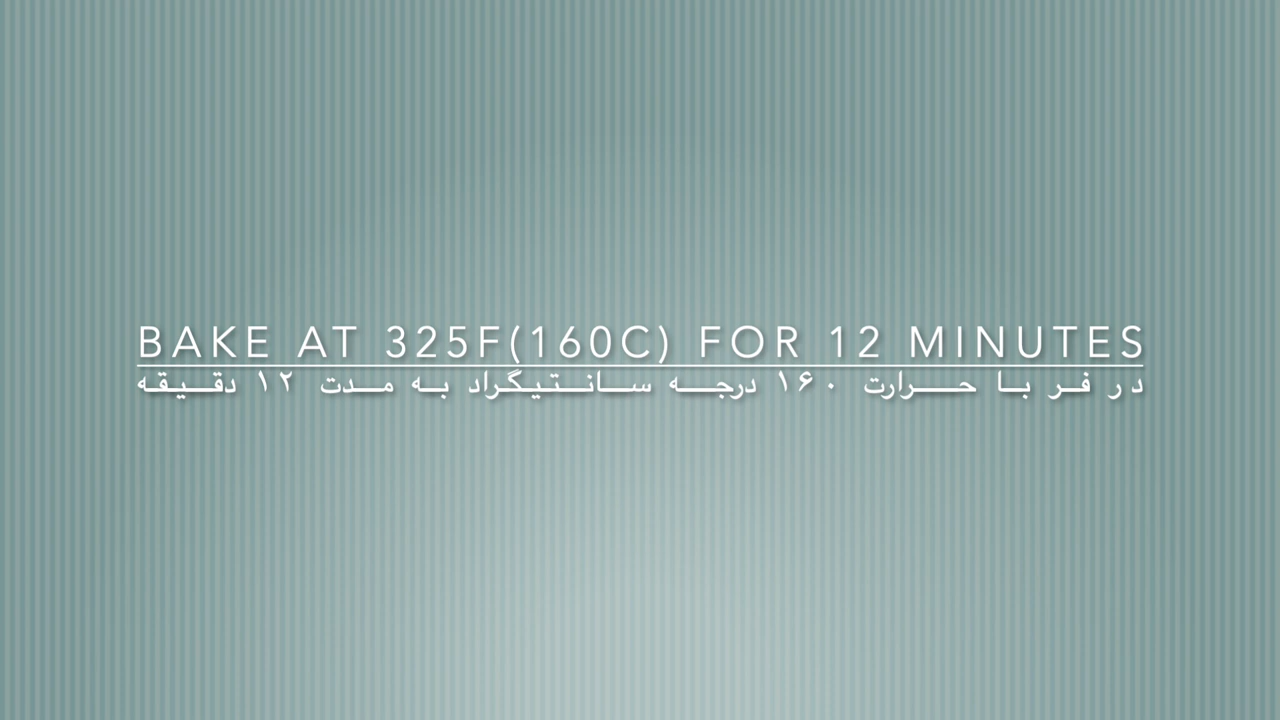 BAKE AT 325F(160C) FOR 12 MINUTES
در فر با حرارت ۱۶۰ درجه سانتیگراد به مدت ۱۲ دقیقه